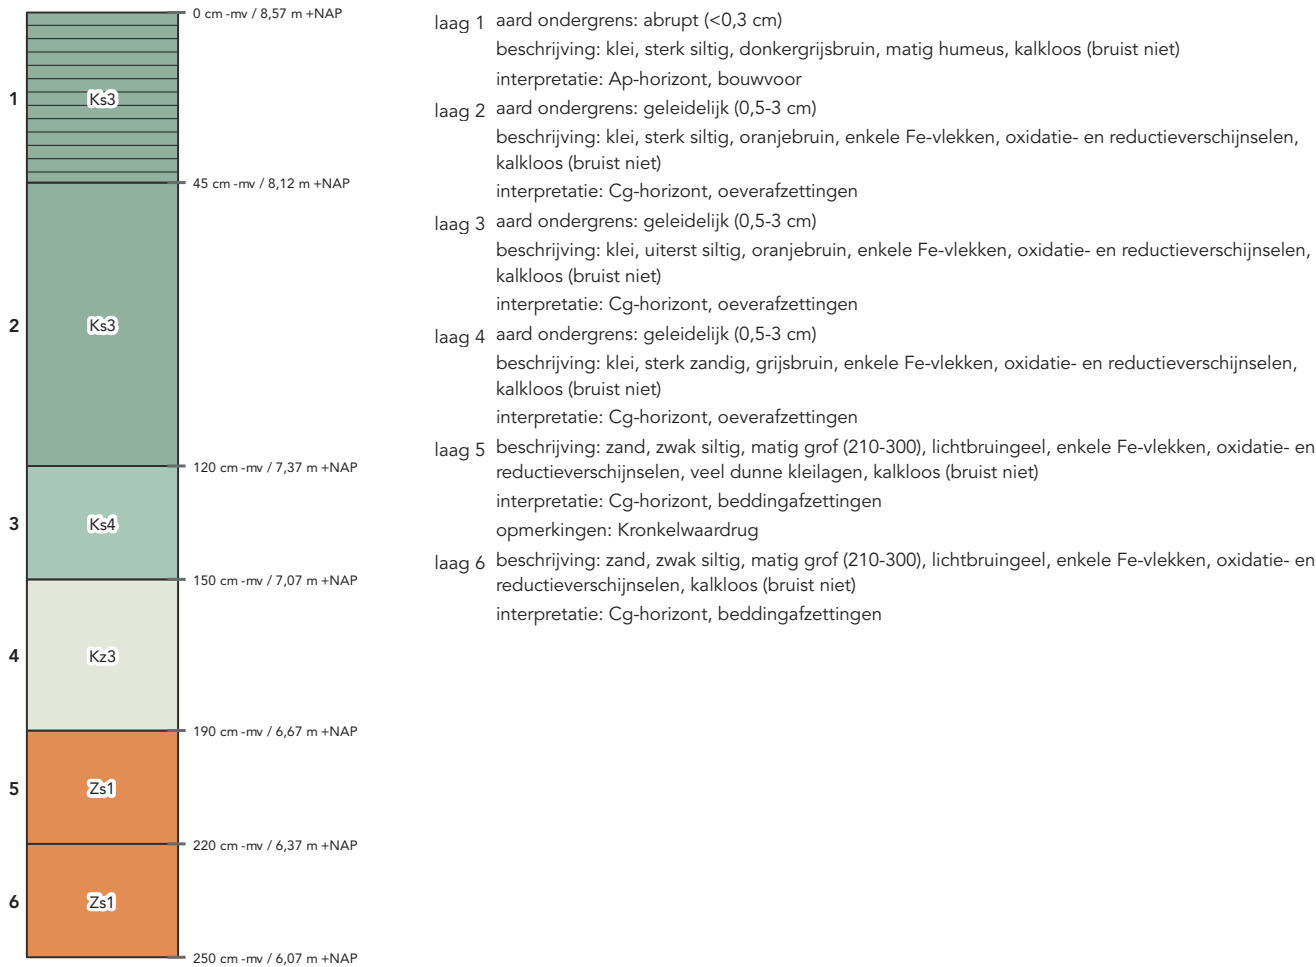 0 cm -mv / 8,57 m +NAP
1
Ks3
45 cm -mv / 8,12 m +NAP
2
Ks3
120 cm -mv / 7,37 m +NAP
3
Ks4
150 cm -mv / 7,07 m +NAP
4
Kz3
190 cm -mv / 6,67 m +NAP
5
Zs1
220 cm -mv / 6,37 m +NAP
6
Zs1
250 cm -mv / 6,07 m +NAP
laag 1 aard ondergrens: abrupt (<0,3 cm)
beschrijving: klei, sterk siltig, donkergrijsbruin, matig humeus, kalkloos (bruist niet)
interpretatie: Ap-horizont, bouwvoor
laag 2 aard ondergrens: geleidelijk (0,5-3 cm)
beschrijving: klei, sterk siltig, oranjebruin, enkele Fe-vlekken, oxidatie- en reductieverschijnselen,
kalkloos (bruist niet)
interpretatie: Cg-horizont, oeverafzettingen
laag 3 aard ondergrens: geleidelijk (0,5-3 cm)
beschrijving: klei, uiterst siltig, oranjebruin, enkele Fe-vlekken, oxidatie- en reductieverschijnselen,
kalkloos (bruist niet)
interpretatie: Cg-horizont, oeverafzettingen
laag 4 aard ondergrens: geleidelijk (0,5-3 cm)
beschrijving: klei, sterk zandig, grijsbruin, enkele Fe-vlekken, oxidatie- en reductieverschijnselen,
kalkloos (bruist niet)
interpretatie: Cg-horizont, oeverafzettingen
laag 5 beschrijving: zand, zwak siltig, matig grof (210-300), lichtbruingeel, enkele Fe-vlekken, oxidatie- en
reductieverschijnselen, veel dunne kleilagen, kalkloos (bruist niet)
interpretatie: Cg-horizont, beddingafzettingen
opmerkingen: Kronkelwaardrug
laag 6 beschrijving: zand, zwak siltig, matig grof (210-300), lichtbruingeel, enkele Fe-vlekken, oxidatie- en
reductieverschijnselen, kalkloos (bruist niet)
interpretatie: Cg-horizont, beddingafzettingen